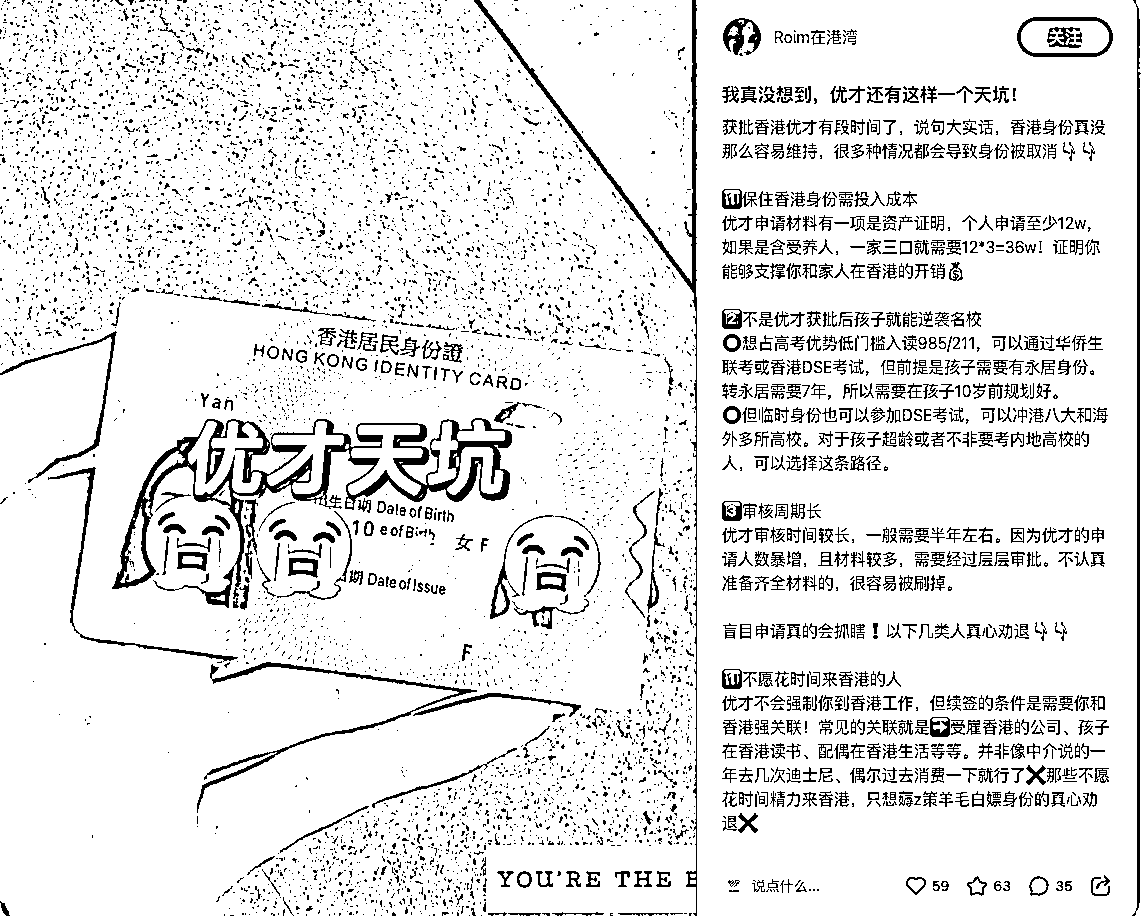 香港居民身份證
HONG KONG IDENTITY CARD
Yan
优才天坑
出生日期 Date of Birth
10 e of Birth
女 F
日期 Date of Issue
F
YOU'RE THE B
Roim在港湾
关注
我真没想到，优才还有这样一个天坑！
获批香港优才有段时间了，说句大实话，香港身份真没
那么容易维持，很多种情况都会导致身份被取消👇👇
1️⃣保住香港身份需投入成本
优才申请材料有一项是资产证明，个人申请至少12w，
如果是含受养人，一家三口就需要12*3=36w！证明你
能够支撑你和家人在香港的开销💰
2️⃣不是优才获批后孩子就能逆袭名校
⭕想占高考优势低门槛入读985/211，可以通过华侨生
联考或香港DSE考试，但前提是孩子需要有永居身份。
转永居需要7年，所以需要在孩子10岁前规划好。
⭕但临时身份也可以参加DSE考试，可以冲港八大和海
外多所高校。对于孩子超龄或者不非要考内地高校的
人，可以选择这条路径。
3️⃣审核周期长
优才审核时间较长，一般需要半年左右。因为优才的申
请人数暴增，且材料较多，需要经过层层审批。不认真
准备齐全材料的，很容易被刷掉。
盲目申请真的会抓瞎❗以下几类人真心劝退👇👇
1️⃣不愿花时间来香港的人
优才不会强制你到香港工作，但续签的条件是需要你和
香港强关联！常见的关联就是➡️受雇香港的公司、孩子
在香港读书、配偶在香港生活等等。并非像中介说的一
年去几次迪士尼、偶尔过去消费一下就行了❌那些不愿
花时间精力来香港，只想薅z策羊毛白嫖身份的真心劝
退❌
说点什么...
59
63
35